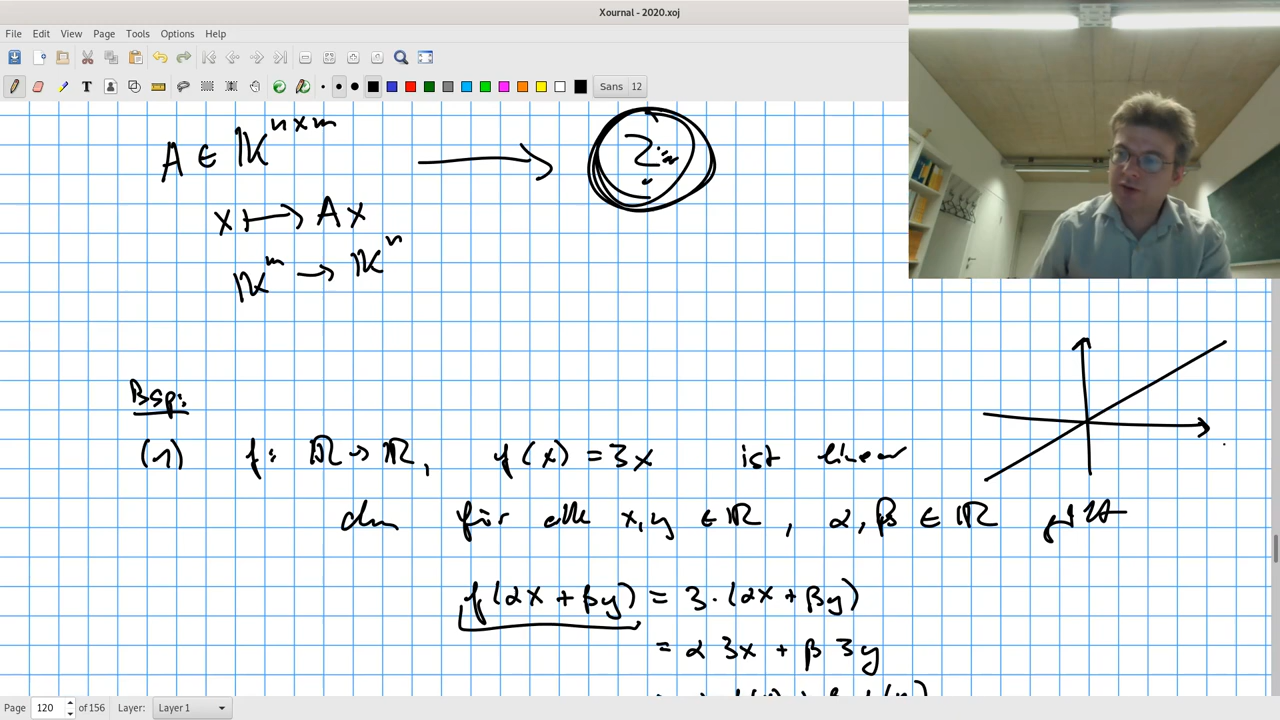 Xournal - 2020.xoj
File Edit View Page Tools Options Help
Sans 12
A ∈ 𝕂^{n×m}
x ↦ Ax
𝕂^m → 𝕂^n
Bsp:
(1) f: ℝ → ℝ, f(x) = 3x ist linear
denn für alle x,y ∈ ℝ, α,β ∈ ℝ gilt
f(αx + βy) = 3·(αx + βy)
= α 3x + β 3y
Page 120 of 156 Layer: Layer 1